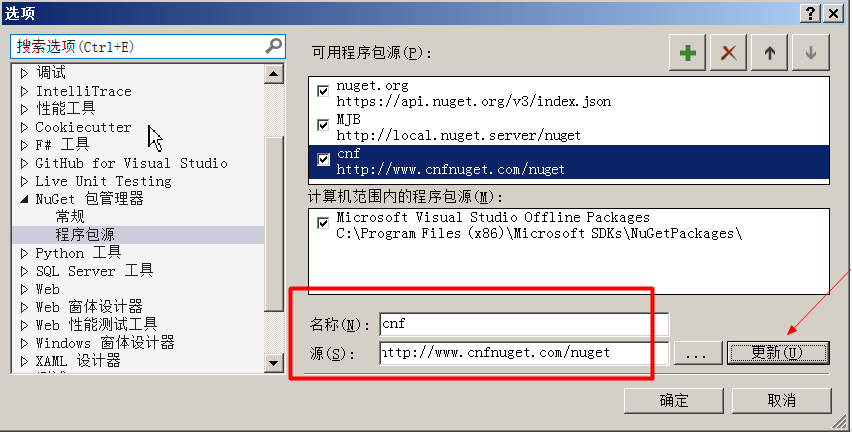 选项
搜索选项(Ctrl+E)
调试
IntelliTrace
性能工具
Cookiecutter
F# 工具
GitHub for Visual Studio
Live Unit Testing
NuGet 包管理器
常规
程序包源
Python 工具
SQL Server 工具
Web
Web 窗体设计器
Web 性能测试工具
Windows 窗体设计器
XAML 设计器
可用程序包源(P):
nuget.org
https://api.nuget.org/v3/index.json
MJB
http://local.nuget.server/nuget
cnf
http://www.cnfnuget.com/nuget
计算机范围内的程序包源(M):
Microsoft Visual Studio Offline Packages
C:\Program Files (x86)\Microsoft SDKs\NuGetPackages\
名称(N): cnf
源(S): http://www.cnfnuget.com/nuget ... 更新(U)
确定 取消